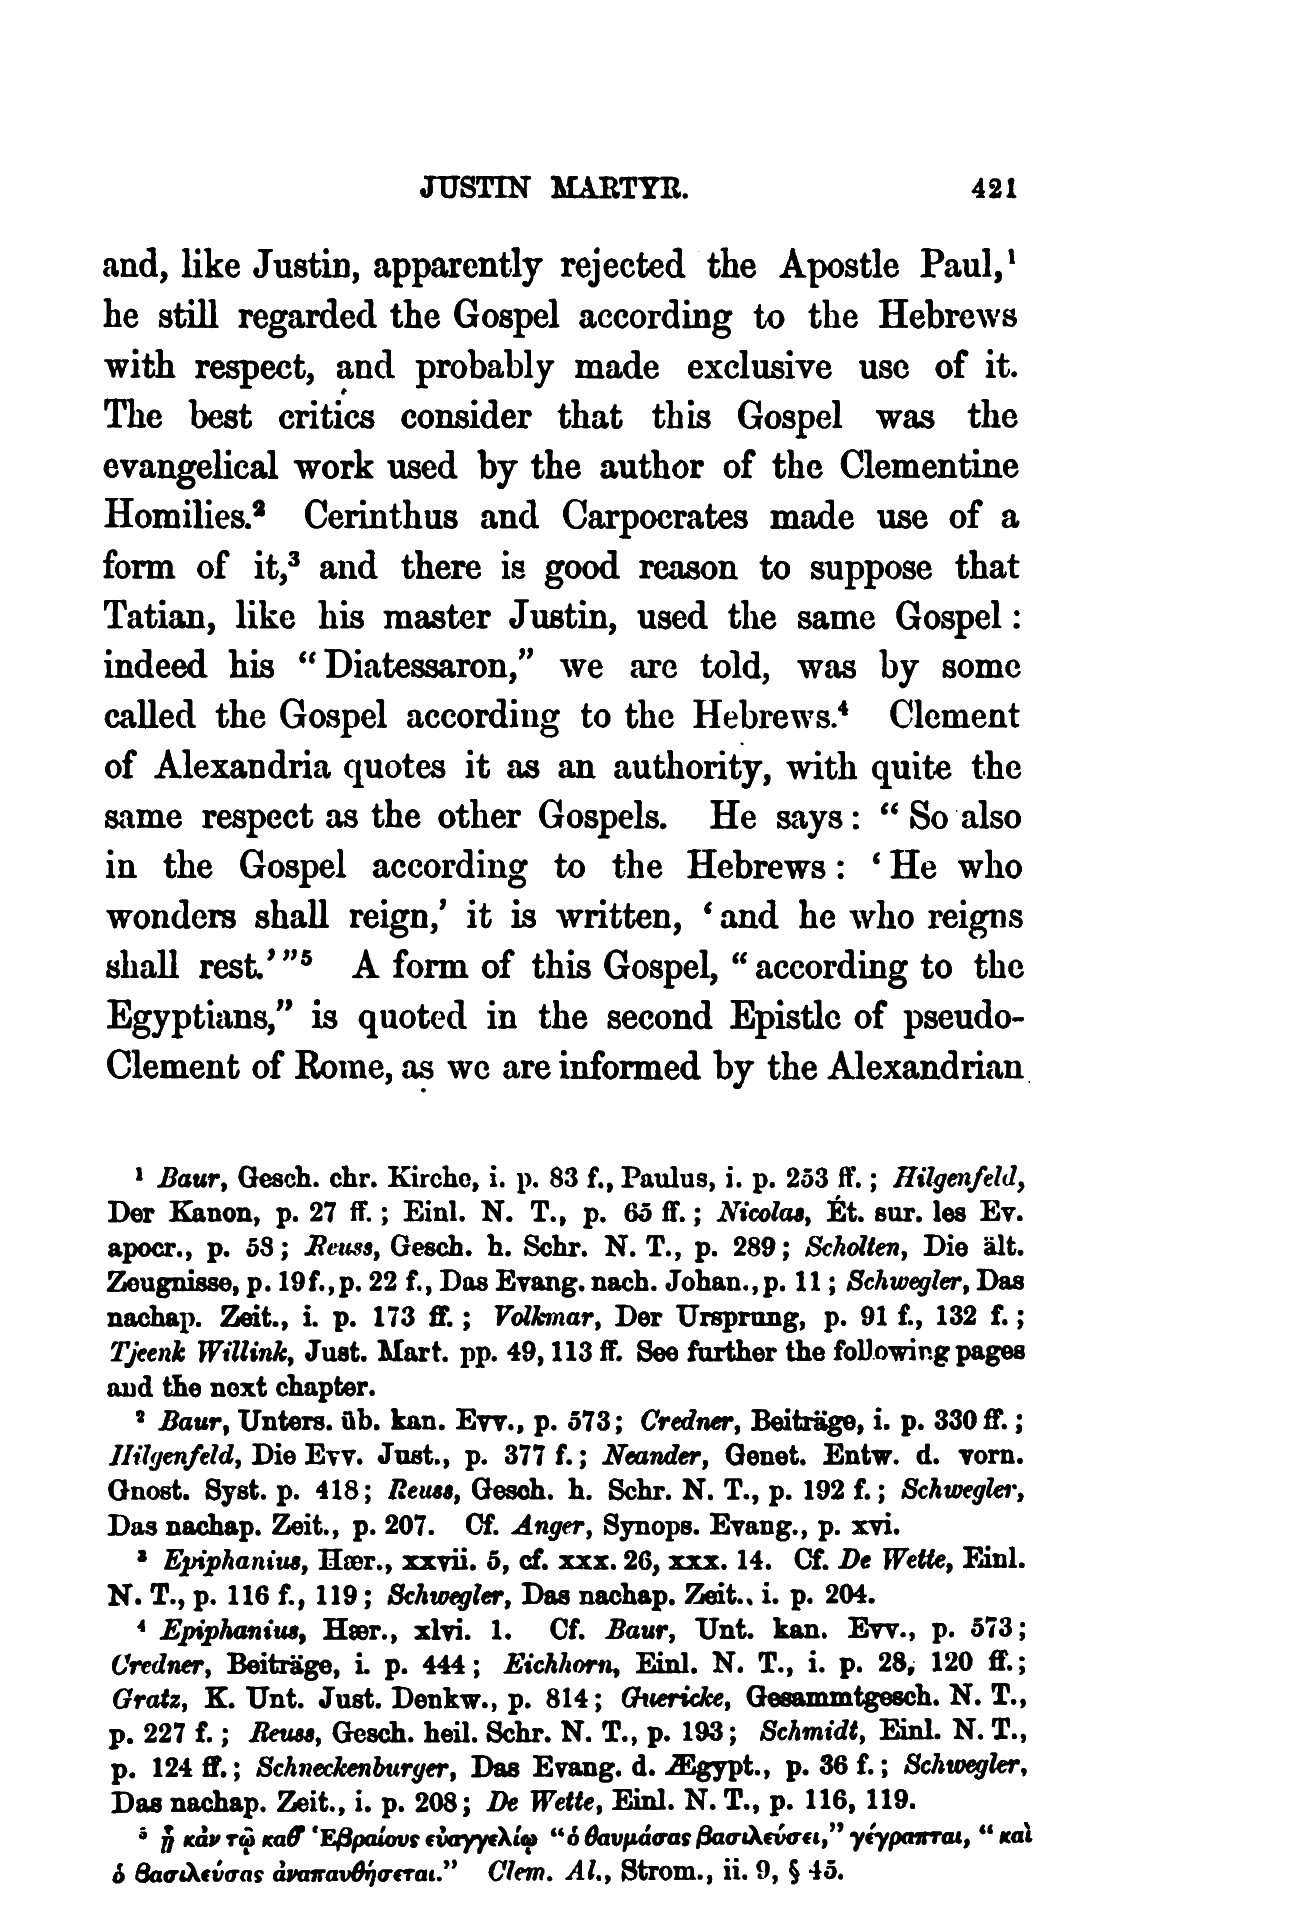 JUSTIN MARTYR. 421
and, like Justin, apparently rejected the Apostle Paul,¹
he still regarded the Gospel according to the Hebrews
with respect, and probably made exclusive use of it.
The best critics consider that this Gospel was the
evangelical work used by the author of the Clementine
Homilies.² Cerinthus and Carpocrates made use of a
form of it,³ and there is good reason to suppose that
Tatian, like his master Justin, used the same Gospel :
indeed his “Diatessaron,” we are told, was by some
called the Gospel according to the Hebrews.⁴ Clement
of Alexandria quotes it as an authority, with quite the
same respect as the other Gospels. He says : “ So also
in the Gospel according to the Hebrews : ‘ He who
wonders shall reign,’ it is written, ‘ and he who reigns
shall rest.’ ”⁵ A form of this Gospel, “ according to the
Egyptians,” is quoted in the second Epistle of pseudo-
Clement of Rome, as we are informed by the Alexandrian
¹ Baur, Gesch. chr. Kirche, i. p. 83 f., Paulus, i. p. 253 ff. ; Hilgenfeld,
Der Kanon, p. 27 ff. ; Einl. N. T., p. 65 ff. ; Nicolas, Ét. sur. les Ev.
apocr., p. 58 ; Reuss, Gesch. h. Schr. N. T., p. 289 ; Scholten, Die ält.
Zeugnisse, p. 19 f., p. 22 f., Das Evang. nach. Johan., p. 11 ; Schwegler, Das
nachap. Zeit., i. p. 173 ff. ; Volkmar, Der Ursprung, p. 91 f., 132 f. ;
Tjeenk Willink, Just. Mart. pp. 49, 113 ff. See further the following pages
and the next chapter.
² Baur, Unters. üb. kan. Evv., p. 573 ; Credner, Beiträge, i. p. 330 ff. ;
Hilgenfeld, Die Evv. Just., p. 377 f. ; Neander, Genet. Entw. d. vorn.
Gnost. Syst. p. 418 ; Reuss, Gesch. h. Schr. N. T., p. 192 f. ; Schwegler,
Das nachap. Zeit., p. 207. Cf. Anger, Synops. Evang., p. xvi.
³ Epiphanius, Hær., xxvii. 5, cf. xxx. 26, xxx. 14. Cf. De Wette, Einl.
N. T., p. 116 f., 119 ; Schwegler, Das nachap. Zeit., i. p. 204.
⁴ Epiphanius, Hær., xlvi. 1. Cf. Baur, Unt. kan. Evv., p. 573 ;
Credner, Beiträge, i. p. 444 ; Eichhorn, Einl. N. T., i. p. 28, 120 ff. ;
Gratz, K. Unt. Just. Denkw., p. 814 ; Guericke, Gesammtgesch. N. T.,
p. 227 f. ; Reuss, Gesch. heil. Schr. N. T., p. 193 ; Schmidt, Einl. N. T.,
p. 124 ff. ; Schneckenburger, Das Evang. d. Ægypt., p. 36 f. ; Schwegler,
Das nachap. Zeit., i. p. 208 ; De Wette, Einl. N. T., p. 116, 119.
⁵ ᾗ κἀν τῷ καθ’ Ἑβραίους εὐαγγελίῳ “ὁ θαυμάσας βασιλεύσει,” γέγραπται, “ καὶ
ὁ βασιλεύσας ἀναπαυθήσεται.” Clem. Al., Strom., ii. 9, § 45.